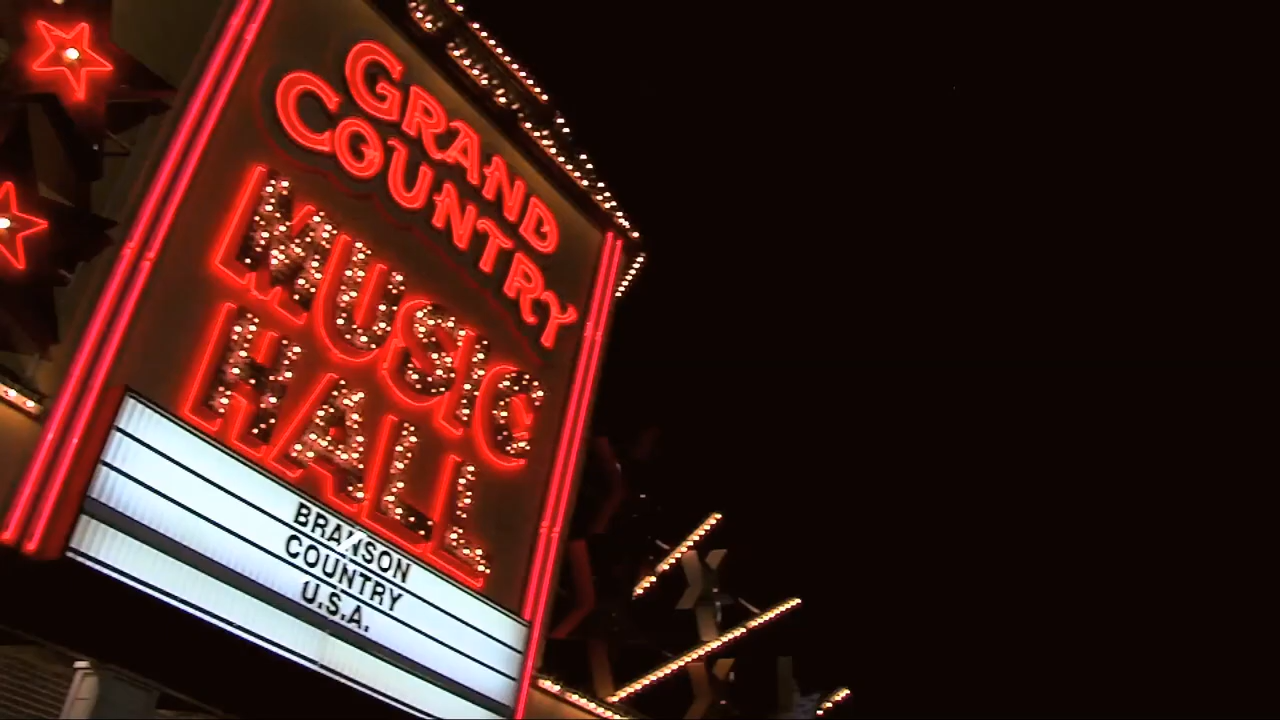 GRAND
COUNTRY
MUSIC
HALL
BRANSON
COUNTRY
U.S.A.